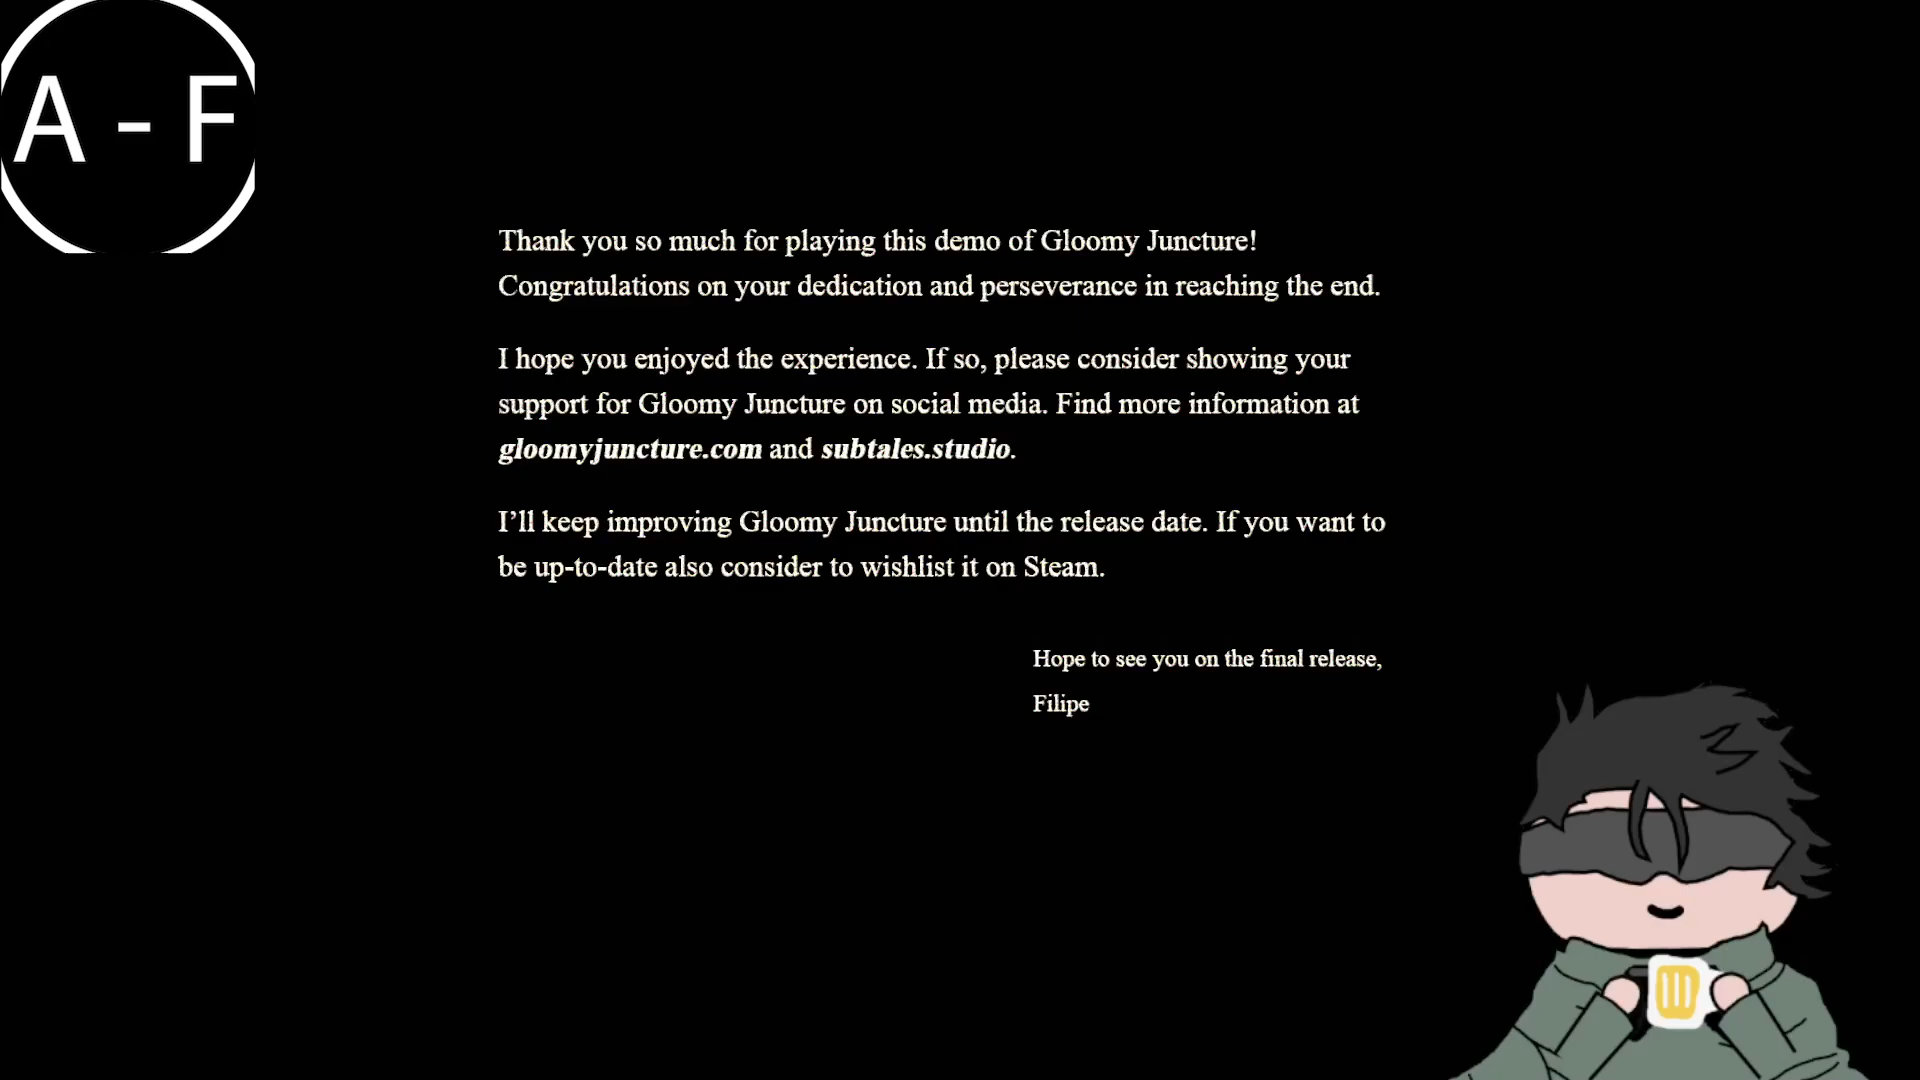 A - F
Thank you so much for playing this demo of Gloomy Juncture!
Congratulations on your dedication and perseverance in reaching the end.
I hope you enjoyed the experience. If so, please consider showing your
support for Gloomy Juncture on social media. Find more information at
gloomyjuncture.com and subtales.studio.
I’ll keep improving Gloomy Juncture until the release date. If you want to
be up-to-date also consider to wishlist it on Steam.
Hope to see you on the final release,
Filipe